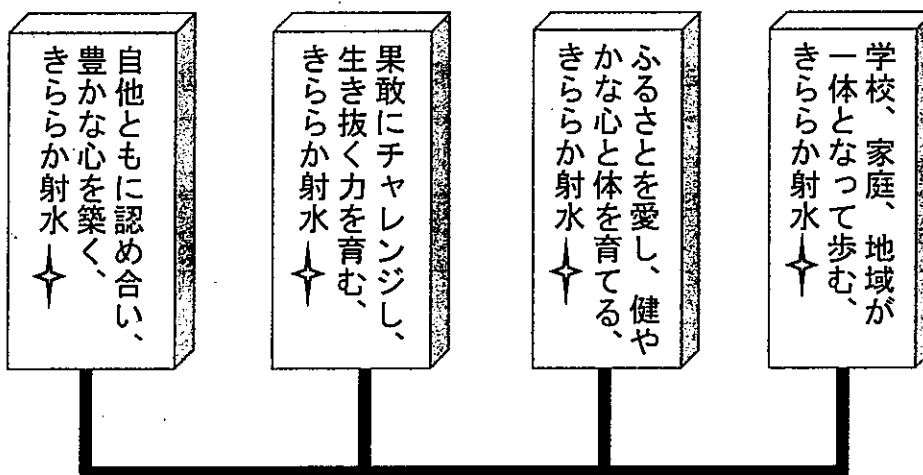 学校、家庭、地域が
一体となって歩む、
きららか射水
ふるさとを愛し、健や
かな心と体を育てる、
きららか射水
果敢にチャレンジし、
生き抜く力を育む、
きららか射水
自他ともに認め合い、
豊かな心を築く、
きららか射水